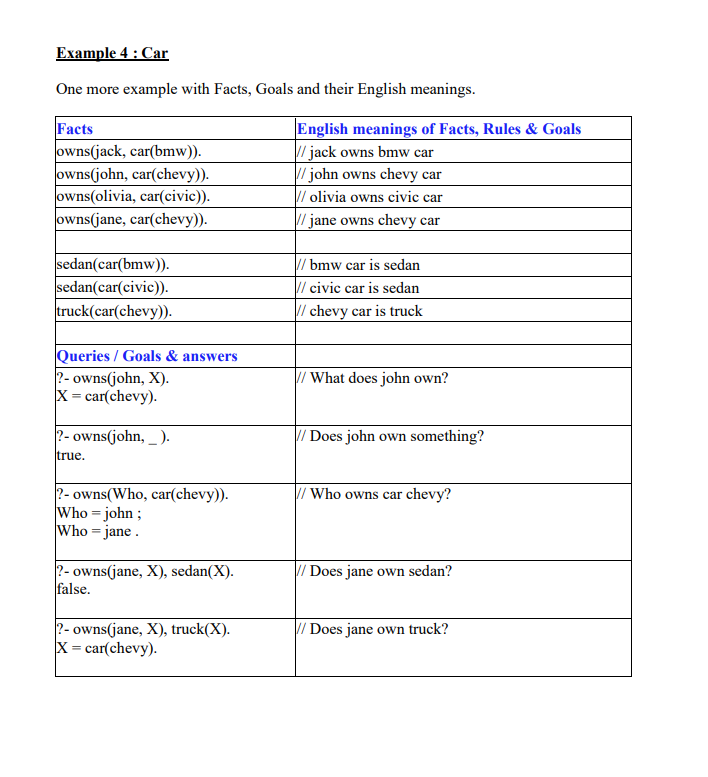 Example 4 : Car
One more example with Facts, Goals and their English meanings.
Facts English meanings of Facts, Rules & Goals
owns(jack, car(bmw)). // jack owns bmw car
owns(john, car(chevy)). // john owns chevy car
owns(olivia, car(civic)). // olivia owns civic car
owns(jane, car(chevy)). // jane owns chevy car
sedan(car(bmw)). // bmw car is sedan
sedan(car(civic)). // civic car is sedan
truck(car(chevy)). // chevy car is truck
Queries / Goals & answers
?- owns(john, X). // What does john own?
X = car(chevy).
?- owns(john, _ ). // Does john own something?
true.
?- owns(Who, car(chevy)). // Who owns car chevy?
Who = john ;
Who = jane .
?- owns(jane, X), sedan(X). // Does jane own sedan?
false.
?- owns(jane, X), truck(X). // Does jane own truck?
X = car(chevy).